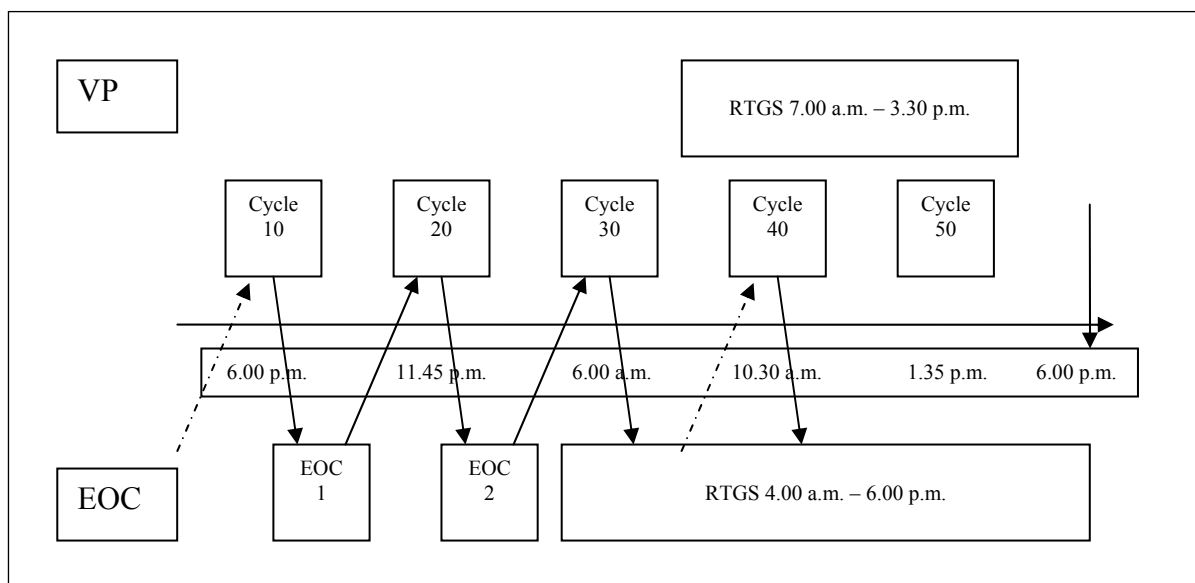 VP
RTGS 7.00 a.m. – 3.30 p.m.
Cycle
10
Cycle
20
Cycle
30
Cycle
40
Cycle
50
6.00 p.m.
11.45 p.m.
6.00 a.m.
10.30 a.m.
1.35 p.m.
6.00 p.m.
EOC
EOC
1
EOC
2
RTGS 4.00 a.m. – 6.00 p.m.